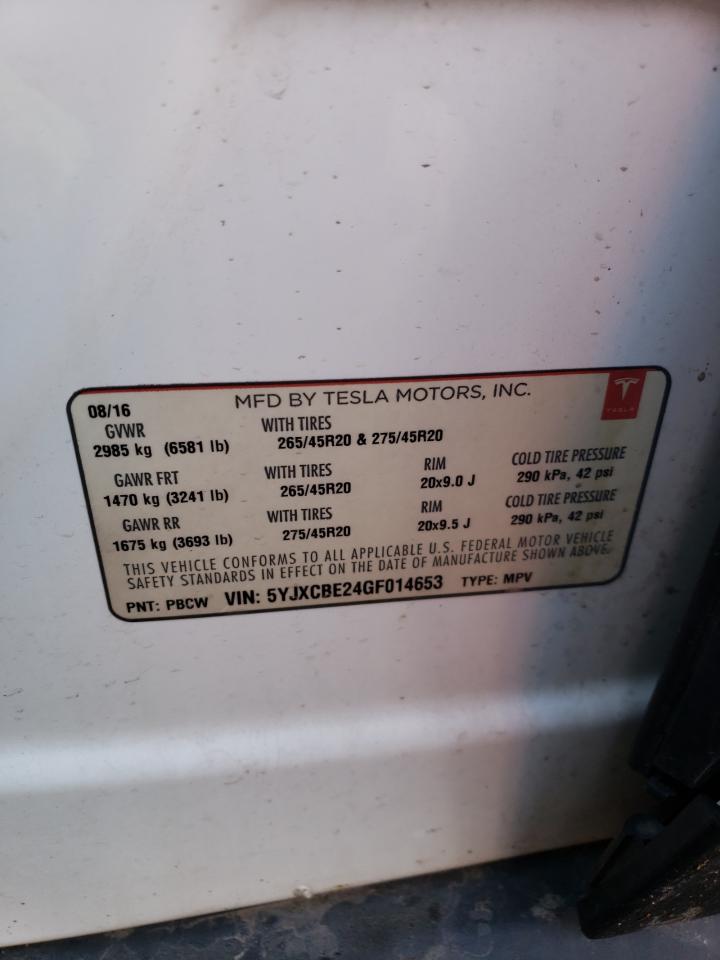 MFD BY TESLA MOTORS, INC.
TESLA
08/16
GVWR WITH TIRES
2985 kg (6581 lb) 265/45R20 & 275/45R20
GAWR FRT WITH TIRES RIM COLD TIRE PRESSURE
1470 kg (3241 lb) 265/45R20 20x9.0 J 290 kPa, 42 psi
GAWR RR WITH TIRES RIM COLD TIRE PRESSURE
1675 kg (3693 lb) 275/45R20 20x9.5 J 290 kPa, 42 psi
THIS VEHICLE CONFORMS TO ALL APPLICABLE U.S. FEDERAL MOTOR VEHICLE
SAFETY STANDARDS IN EFFECT ON THE DATE OF MANUFACTURE SHOWN ABOVE.
PNT: PBCW VIN: 5YJXCBE24GF014653 TYPE: MPV